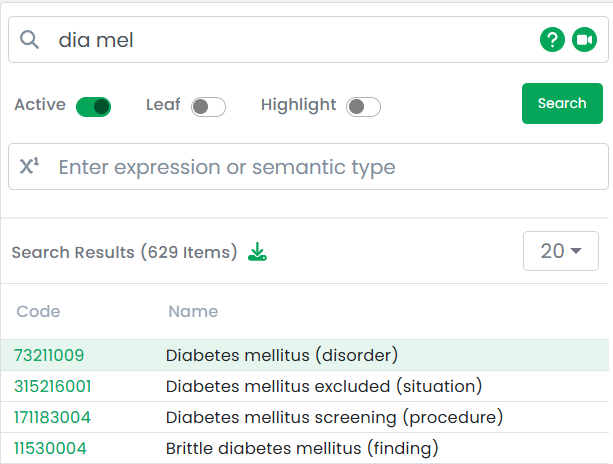 dia mel ?
Active Leaf Highlight Search
X¹ Enter expression or semantic type
Search Results (629 Items) 20
Code Name
73211009 Diabetes mellitus (disorder)
315216001 Diabetes mellitus excluded (situation)
171183004 Diabetes mellitus screening (procedure)
11530004 Brittle diabetes mellitus (finding)